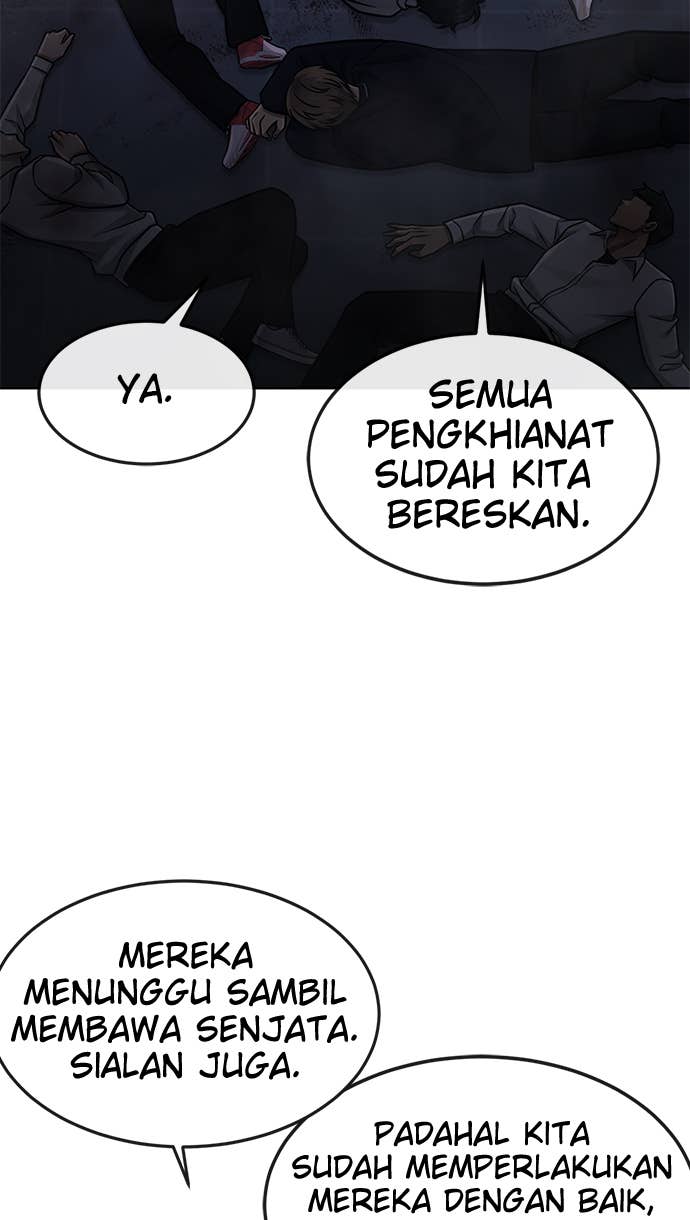 YA.
SEMUA
PENGKHIANAT
SUDAH KITA
BERESKAN.
MEREKA
MENUNGGU SAMBIL
MEMBAWA SENJATA.
SIALAN JUGA.
PADAHAL KITA
SUDAH MEMPERLAKUKAN
MEREKA DENGAN BAIK,